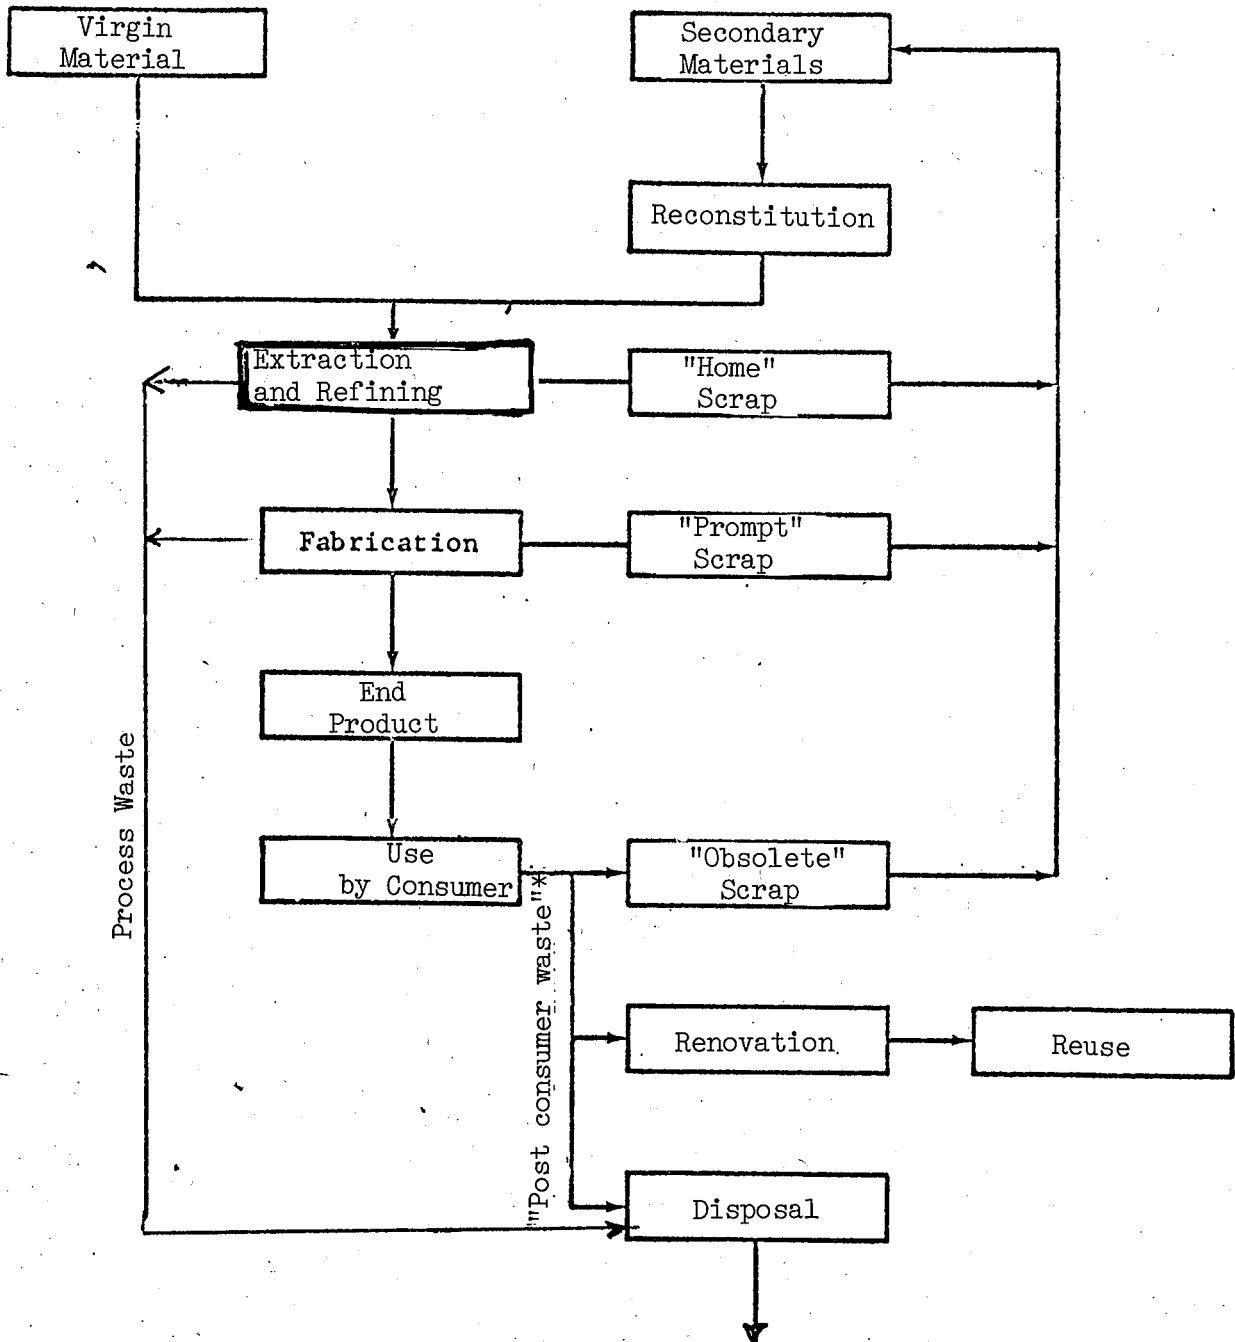 Virgin
Material
Secondary
Materials
Reconstitution
Extraction
and Refining
"Home"
Scrap
Fabrication
"Prompt"
Scrap
End
Product
Process Waste
Use
by Consumer
"Obsolete"
Scrap
""Post consumer waste"*
Renovation
Reuse
Disposal